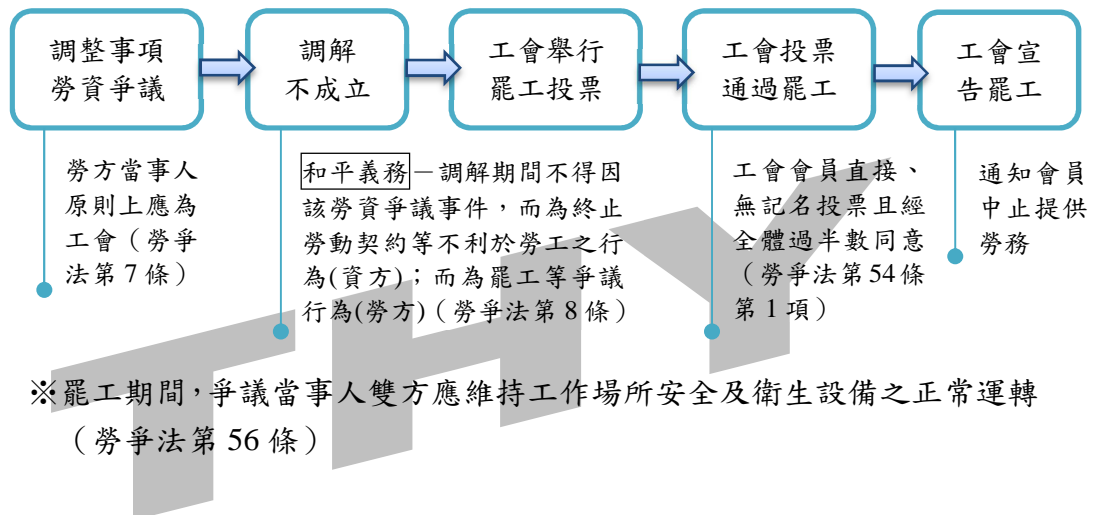 調整事項
勞資爭議
調解
不成立
工會舉行
罷工投票
工會投票
通過罷工
工會宣
告罷工
勞方當事人
原則上應為
工會（勞爭
法第 7 條）
和平義務－調解期間不得因
該勞資爭議事件，而為終止
勞動契約等不利於勞工之行
為(資方)；而為罷工等爭議
行為(勞方)（勞爭法第 8 條）
工會會員直接、
無記名投票且經
全體過半數同意
（勞爭法第 54 條
第 1 項）
通知會員
中止提供
勞務
※罷工期間，爭議當事人雙方應維持工作場所安全及衛生設備之正常運轉
（勞爭法第 56 條）
THY